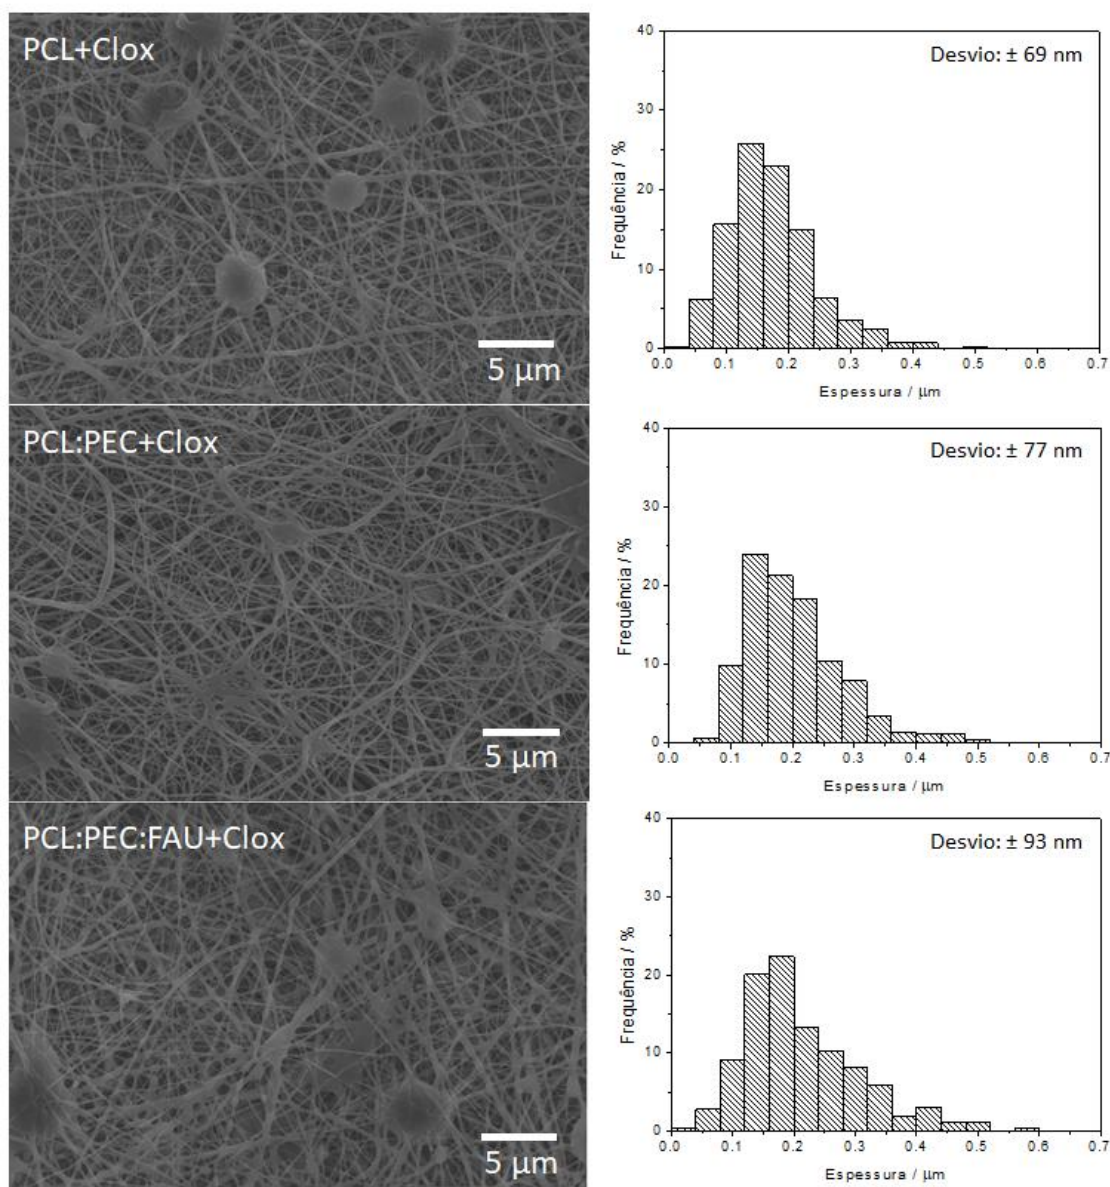 PCL+Clox
5 μm
Desvio: ± 69 nm
Frequência / %
40
30
20
10
0
0.0 0.1 0.2 0.3 0.4 0.5 0.6 0.7
Espessura / μm
PCL:PEC+Clox
5 μm
Desvio: ± 77 nm
Frequência / %
40
30
20
10
0
0.0 0.1 0.2 0.3 0.4 0.5 0.6 0.7
Espessura / μm
PCL:PEC:FAU+Clox
5 μm
Desvio: ± 93 nm
Frequência / %
40
30
20
10
0
0.0 0.1 0.2 0.3 0.4 0.5 0.6 0.7
Espessura / μm